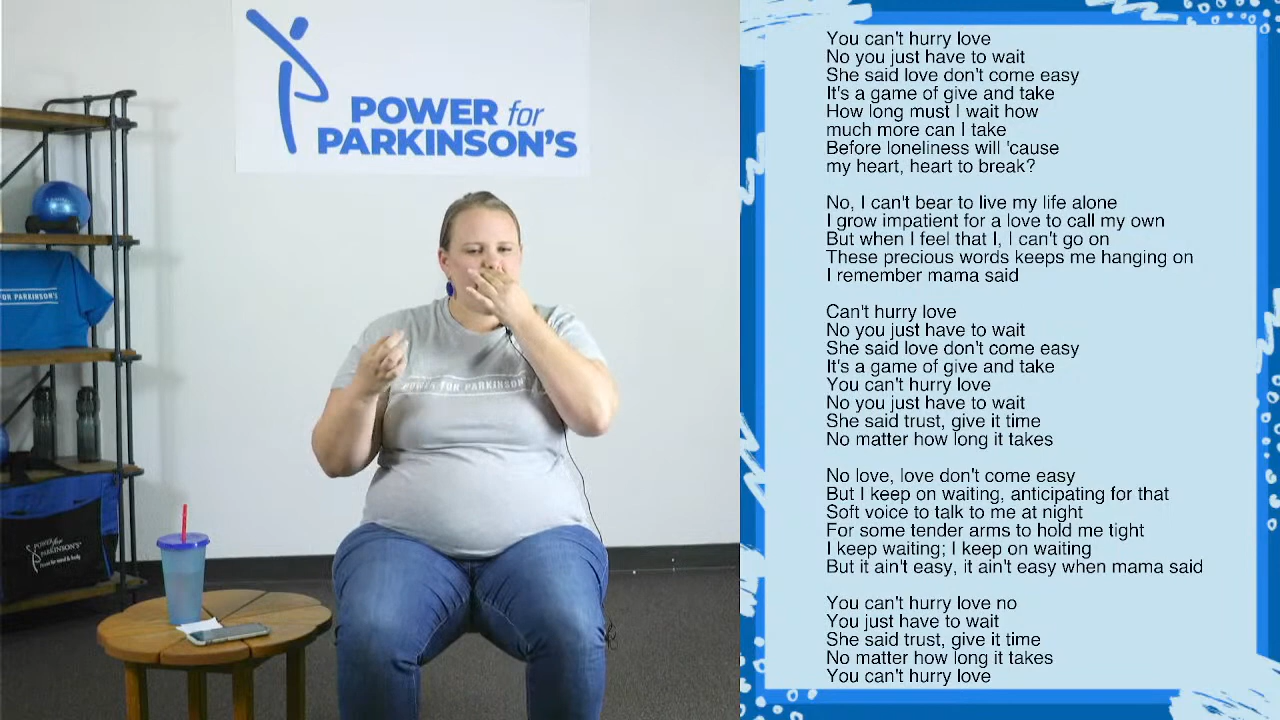 POWER for
PARKINSON'S
FOR PARKINSON'S
POWER FOR PARKINSON'
POWER for
PARKINSON'S
You can't hurry love
No you just have to wait
She said love don't come easy
It's a game of give and take
How long must I wait how
much more can I take
Before loneliness will 'cause
my heart, heart to break?
No, I can't bear to live my life alone
I grow impatient for a love to call my own
But when I feel that I, I can't go on
These precious words keeps me hanging on
I remember mama said
Can't hurry love
No you just have to wait
She said love don't come easy
It's a game of give and take
You can't hurry love
No you just have to wait
She said trust, give it time
No matter how long it takes
No love, love don't come easy
But I keep on waiting, anticipating for that
Soft voice to talk to me at night
For some tender arms to hold me tight
I keep waiting; I keep on waiting
But it ain't easy, it ain't easy when mama said
You can't hurry love no
You just have to wait
She said trust, give it time
No matter how long it takes
You can't hurry love